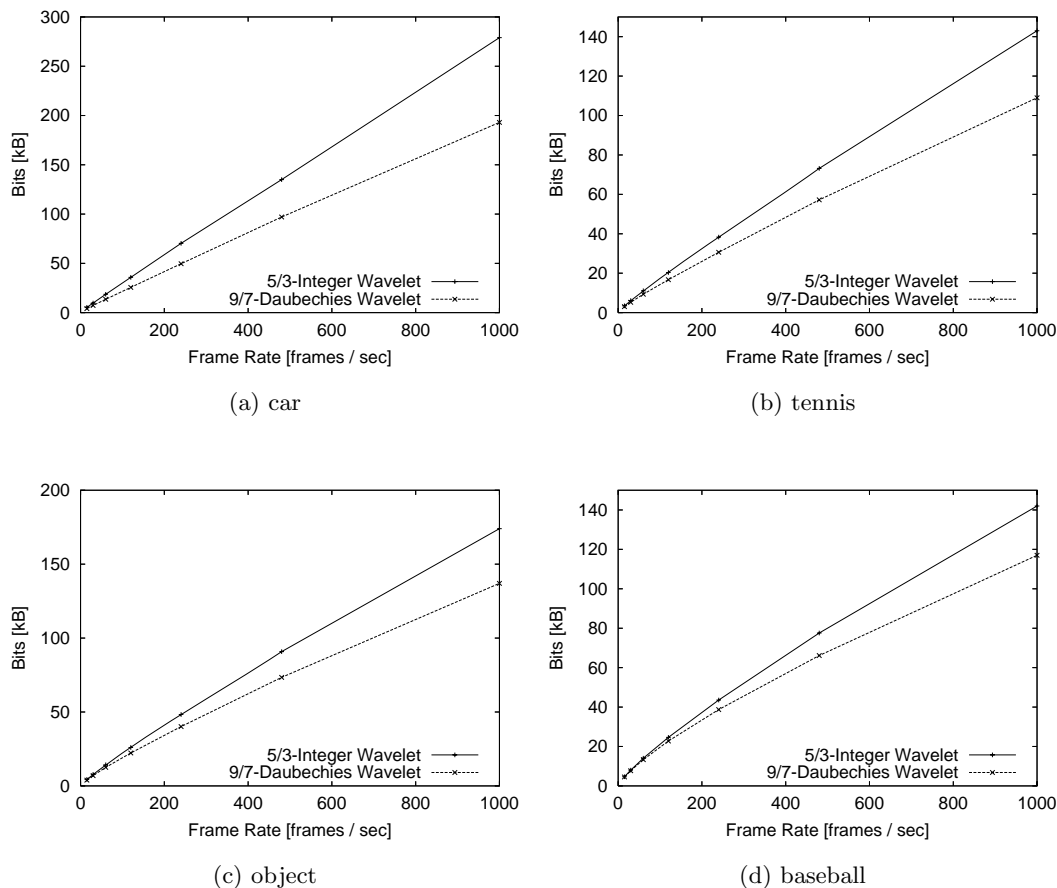 300
250
200
150
100
50
0
Bits [kB]
5/3-Integer Wavelet
9/7-Daubechies Wavelet
0 200 400 600 800 1000
Frame Rate [frames / sec]
(a) car
140
120
100
80
60
40
20
0
Bits [kB]
5/3-Integer Wavelet
9/7-Daubechies Wavelet
0 200 400 600 800 1000
Frame Rate [frames / sec]
(b) tennis
200
150
100
50
0
Bits [kB]
5/3-Integer Wavelet
9/7-Daubechies Wavelet
0 200 400 600 800 1000
Frame Rate [frames / sec]
(c) object
140
120
100
80
60
40
20
0
Bits [kB]
5/3-Integer Wavelet
9/7-Daubechies Wavelet
0 200 400 600 800 1000
Frame Rate [frames / sec]
(d) baseball